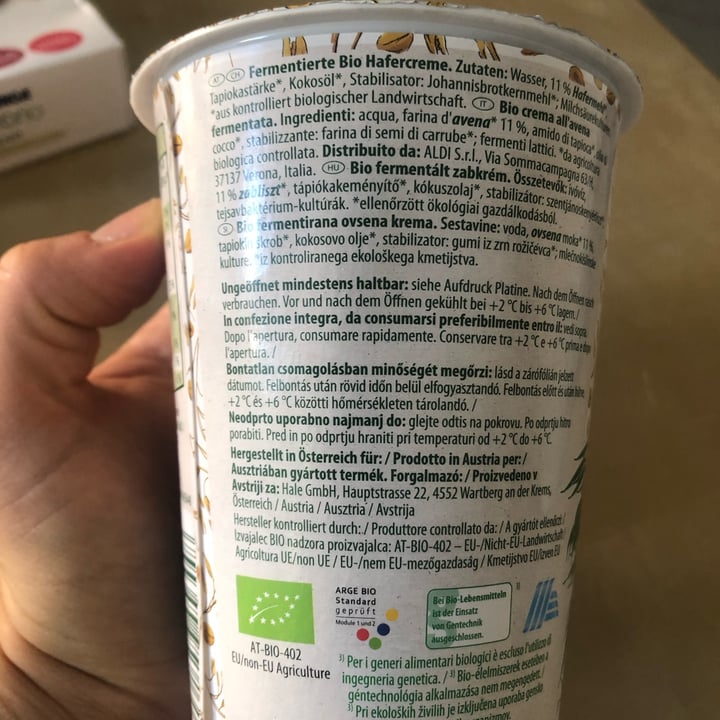 AT CH Fermentierte Bio Hafercreme. Zutaten: Wasser, 11 % Hafermehl*,
Tapiokastärke*, Kokosöl*, Stabilisator: Johannisbrotkernmehl*; Milchsäurekulturen.
*aus kontrolliert biologischer Landwirtschaft. IT Bio crema all'avena
fermentata. Ingredienti: acqua, farina d'avena* 11 %, amido di tapioca*, olio di
cocco*, stabilizzante: farina di semi di carrube*; fermenti lattici. *da agricoltura
biologica controllata. Distribuito da: ALDI S.r.l., Via Sommacampagna 63/H,
37137 Verona, Italia. HU Bio fermentált zabkrém. Összetevők: ivóvíz,
11 % zabliszt*, tápiókakeményítő*, kókuszolaj*, stabilizátor: szentjánoskenyérliszt*;
tejsavbaktérium-kultúrák. *ellenőrzött ökológiai gazdálkodásból.
SI Bio fermentirana ovsena krema. Sestavine: voda, ovsena moka* 11 %,
tapiokin škrob*, kokosovo olje*, stabilizator: gumi iz zrn rožičevca*; mlečnokislinske
kulture. *iz kontroliranega ekološkega kmetijstva.
Ungeöffnet mindestens haltbar: siehe Aufdruck Platine. Nach dem Öffnen rasch
verbrauchen. Vor und nach dem Öffnen gekühlt bei +2 °C bis +6 °C lagern. /
In confezione integra, da consumarsi preferibilmente entro il: vedi sopra.
Dopo l'apertura, consumare rapidamente. Conservare tra +2 °C e +6 °C prima e dopo
l'apertura. /
Bontatlan csomagolásban minőségét megőrzi: lásd a zárófólián jelzett
dátumot. Felbontás után rövid időn belül elfogyasztandó. Felbontás előtt és után hűtve,
+2 °C és +6 °C közötti hőmérsékleten tárolandó. /
Neodprto uporabno najmanj do: glejte odtis na pokrovu. Po odprtju hitro
porabiti. Pred in po odprtju hraniti pri temperaturi od +2 °C do +6 °C.
Hergestellt in Österreich für: / Prodotto in Austria per: /
Ausztriában gyártott termék. Forgalmazó: / Proizvedeno v
Avstriji za: Hale GmbH, Hauptstrasse 22, 4552 Wartberg an der Krems,
Österreich / Austria / Ausztria / Avstrija
Hersteller kontrolliert durch: / Produttore controllato da: / A gyártót ellenőrzi: /
Izvajalec BIO nadzora proizvajalca: AT-BIO-402 – EU-/Nicht-EU-Landwirtschaft /
Agricoltura UE/non UE / EU-/nem EU-mezőgazdaság / Kmetijstvo EU/izven EU
AT-BIO-402
EU/non-EU Agriculture
ARGE BIO
Standard
geprüft
Module 1 und 2
Bei Bio-Lebensmitteln
ist der Einsatz
von Gentechnik
ausgeschlossen.
3)
3) Per i generi alimentari biologici è escluso l'utilizzo di
ingegneria genetica. / 3) Bio-élelmiszerek esetében a
géntechnológia alkalmazása nem megengedett. /
3) Pri ekoloških živilih je izključena uporaba gensko